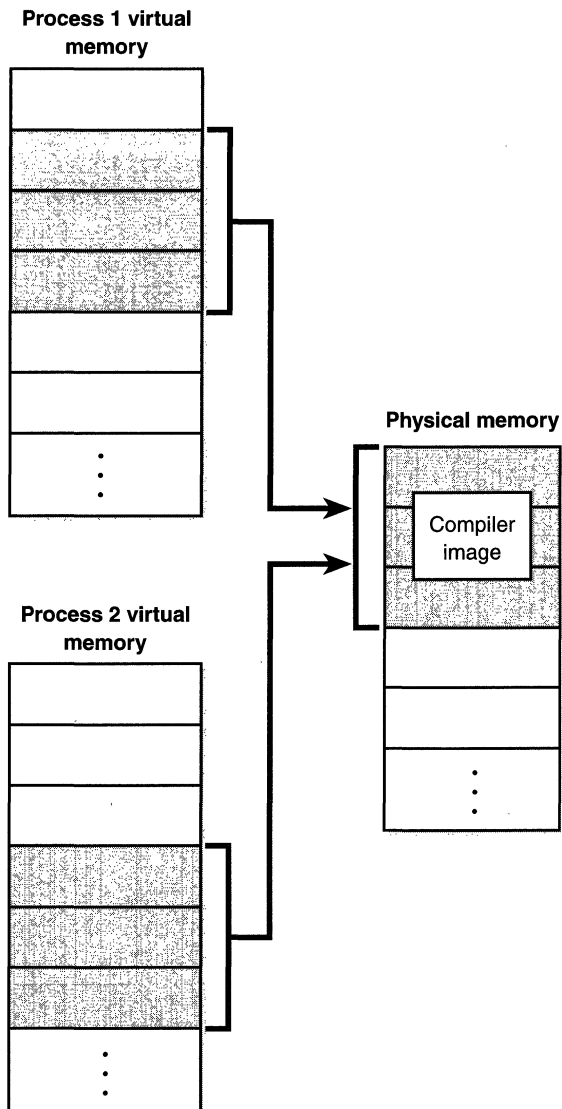 Process 1 virtual
memory
Physical memory
Compiler
image
Process 2 virtual
memory